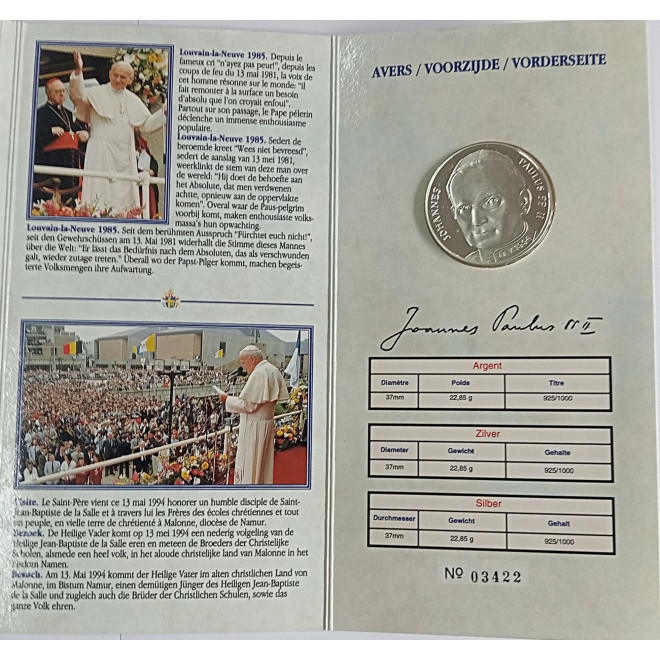 Louvain-la-Neuve 1985. Depuis le
fameux cri "n'ayez pas peur!", depuis les
coups de feu du 13 mai 1981, la voix de
cet homme résonne sur le monde: "il
fait remonter à la surface un besoin
d'absolu que l'on croyait enfoui".
Partout sur son passage, le Pape pélerin
déclenche un immense enthousiasme
populaire.
Louvain-la-Neuve 1985. Sedert de
beroemde kreet "Wees niet bevreesd",
sedert de aanslag van 13 mei 1981,
weerklinkt de stem van deze man over
de wereld: "Hij doet de behoefte aan
het Absolute, dat men verdwenen
achtte, opnieuw aan de oppervlakte
komen". Overal waar de Paus-pelgrim
voorbij komt, maken enthousiaste volks-
massa's hun opwachting.
Louvain-la-Neuve 1985. Seit dem berühmten Ausspruch "Fürchtet euch nicht!",
seit den Gewehrschüssen am 13. Mai 1981 widerhallt die Stimme dieses Mannes
über die Welt: "Er lässt das Bedürfnis nach dem Absoluten, das als verschwunden
galt, wieder zutage treten." Überall wo der Papst-Pilger kommt, machen begeis-
terte Volksmengen ihre Aufwartung.
Visite. Le Saint-Père vient ce 13 mai 1994 honorer un humble disciple de Saint-
Jean-Baptiste de la Salle et à travers lui les Frères des écoles chrétiennes et tout
un peuple, en vielle terre de chrétienté à Malonne, diocèse de Namur.
Bezoek. De Heilige Vader komt op 13 mei 1994 een nederig volgeling van de
Heilige Jean-Baptiste de la Salle eren en meteen de Broeders der Christelijke
Scholen, alsmede een heel volk, in het aloude christelijke land van Malonne in het
bisdom Namen.
Besuch. Am 13. Mai 1994 kommt der Heilige Vater im alten christlichen Land von
Malonne, im Bistum Namur, einen demütigen Jünger des Heiligen Jean-Baptiste
de la Salle und zugleich auch die Brüder der Christlichen Schulen, sowie das
ganze Volk ehren.
AVERS / VOORZIJDE / VORDERSEITE
JOHANNES PAULUS PP. II
Joannes Paulus PP II
Argent
Diamètre Poids Titre
37mm 22,85 g 925/1000
Zilver
Diameter Gewicht Gehalte
37mm 22,85 g 925/1000
Silber
Durchmesser Gewicht Gehalt
37mm 22,85 g 925/1000
Nº 03422